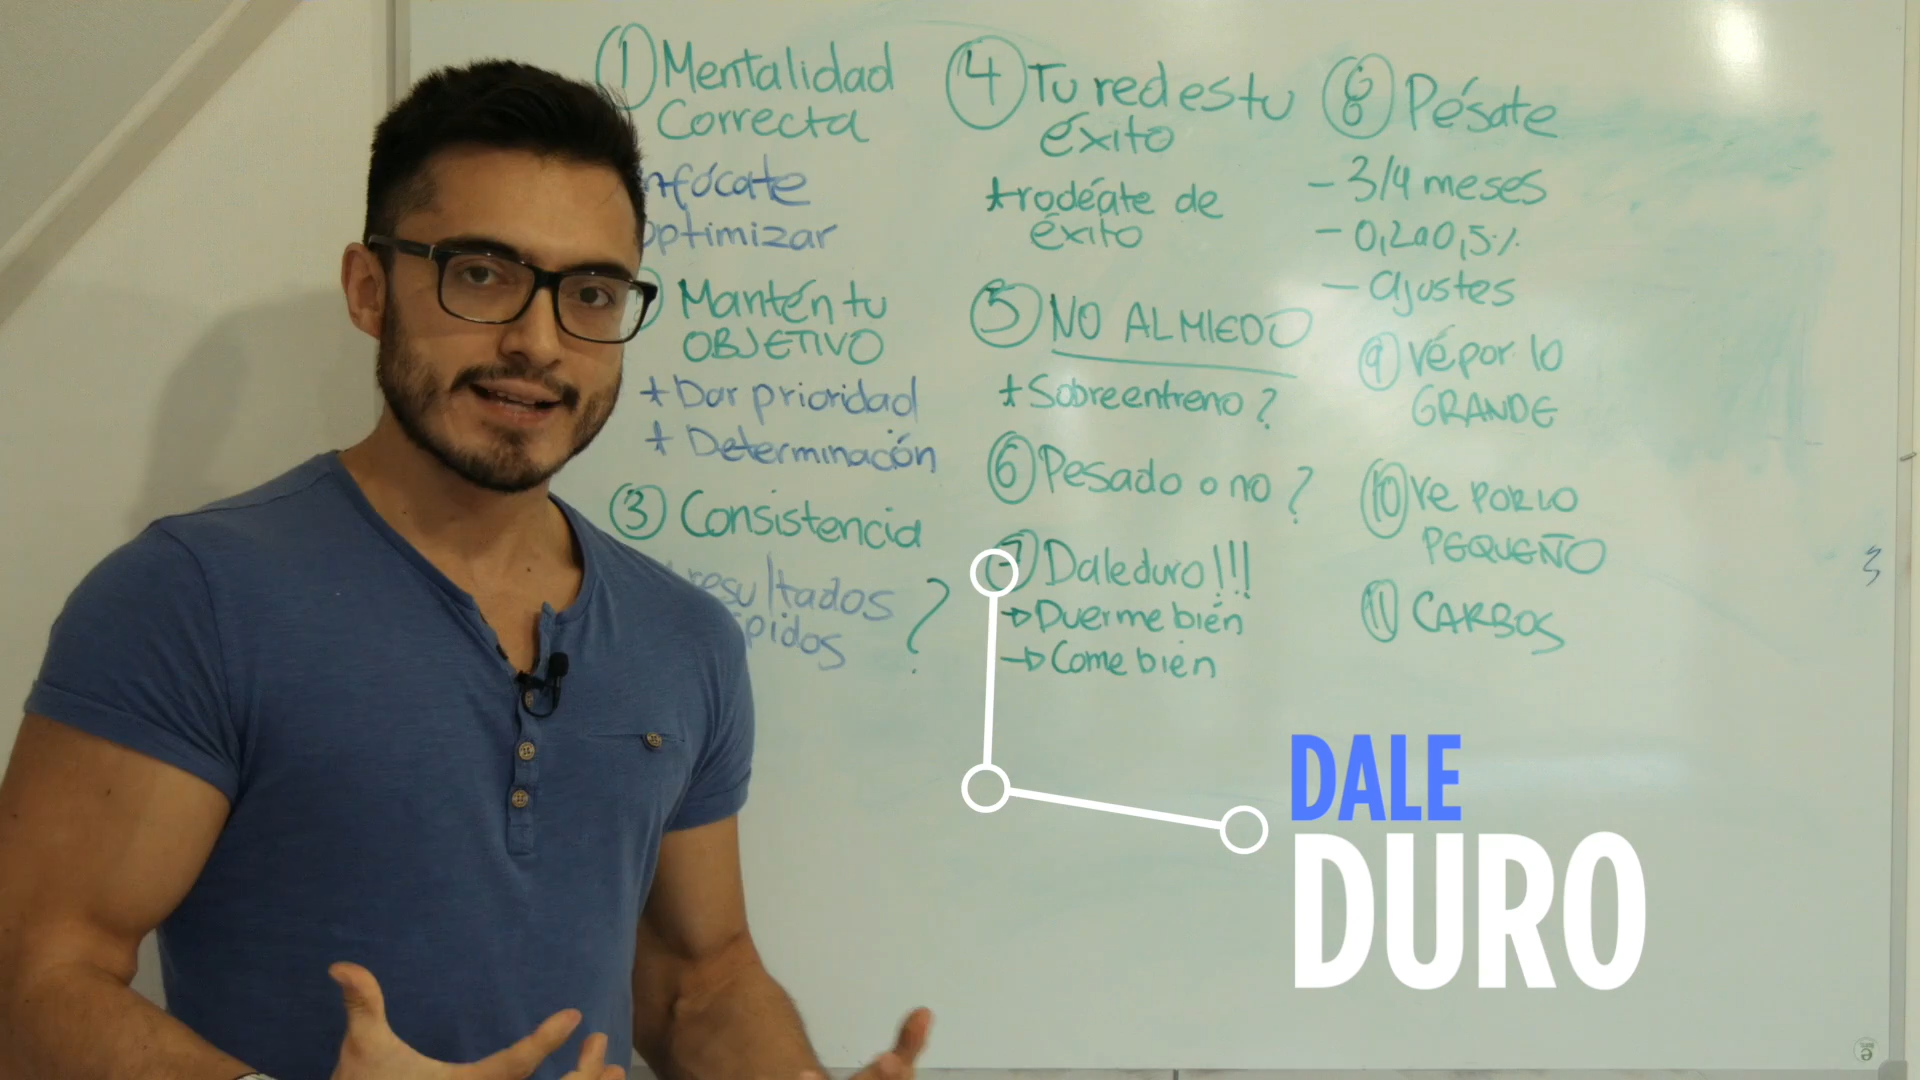 1 Mentalidad
Correcta
nfócate
optimizar
Mantén tu
OBJETIVO
* Dar prioridad
* Determinación
3 Consistencia
resultados
pidos ?
4 Tu red es tu
éxito
* rodéate de
éxito
5 NO AL MIEDO
* Sobreentreno ?
6 Pesado o no ?
7 Dale duro !!!
→ Duerme bién
→ Come bién
8 Pésate
- 3/4 meses
- 0,2 a 0,5 %
- ajustes
9 Vé por lo
GRANDE
10 Ve POR LO
PEQUEÑO
11 CARBOS
DALE
DURO